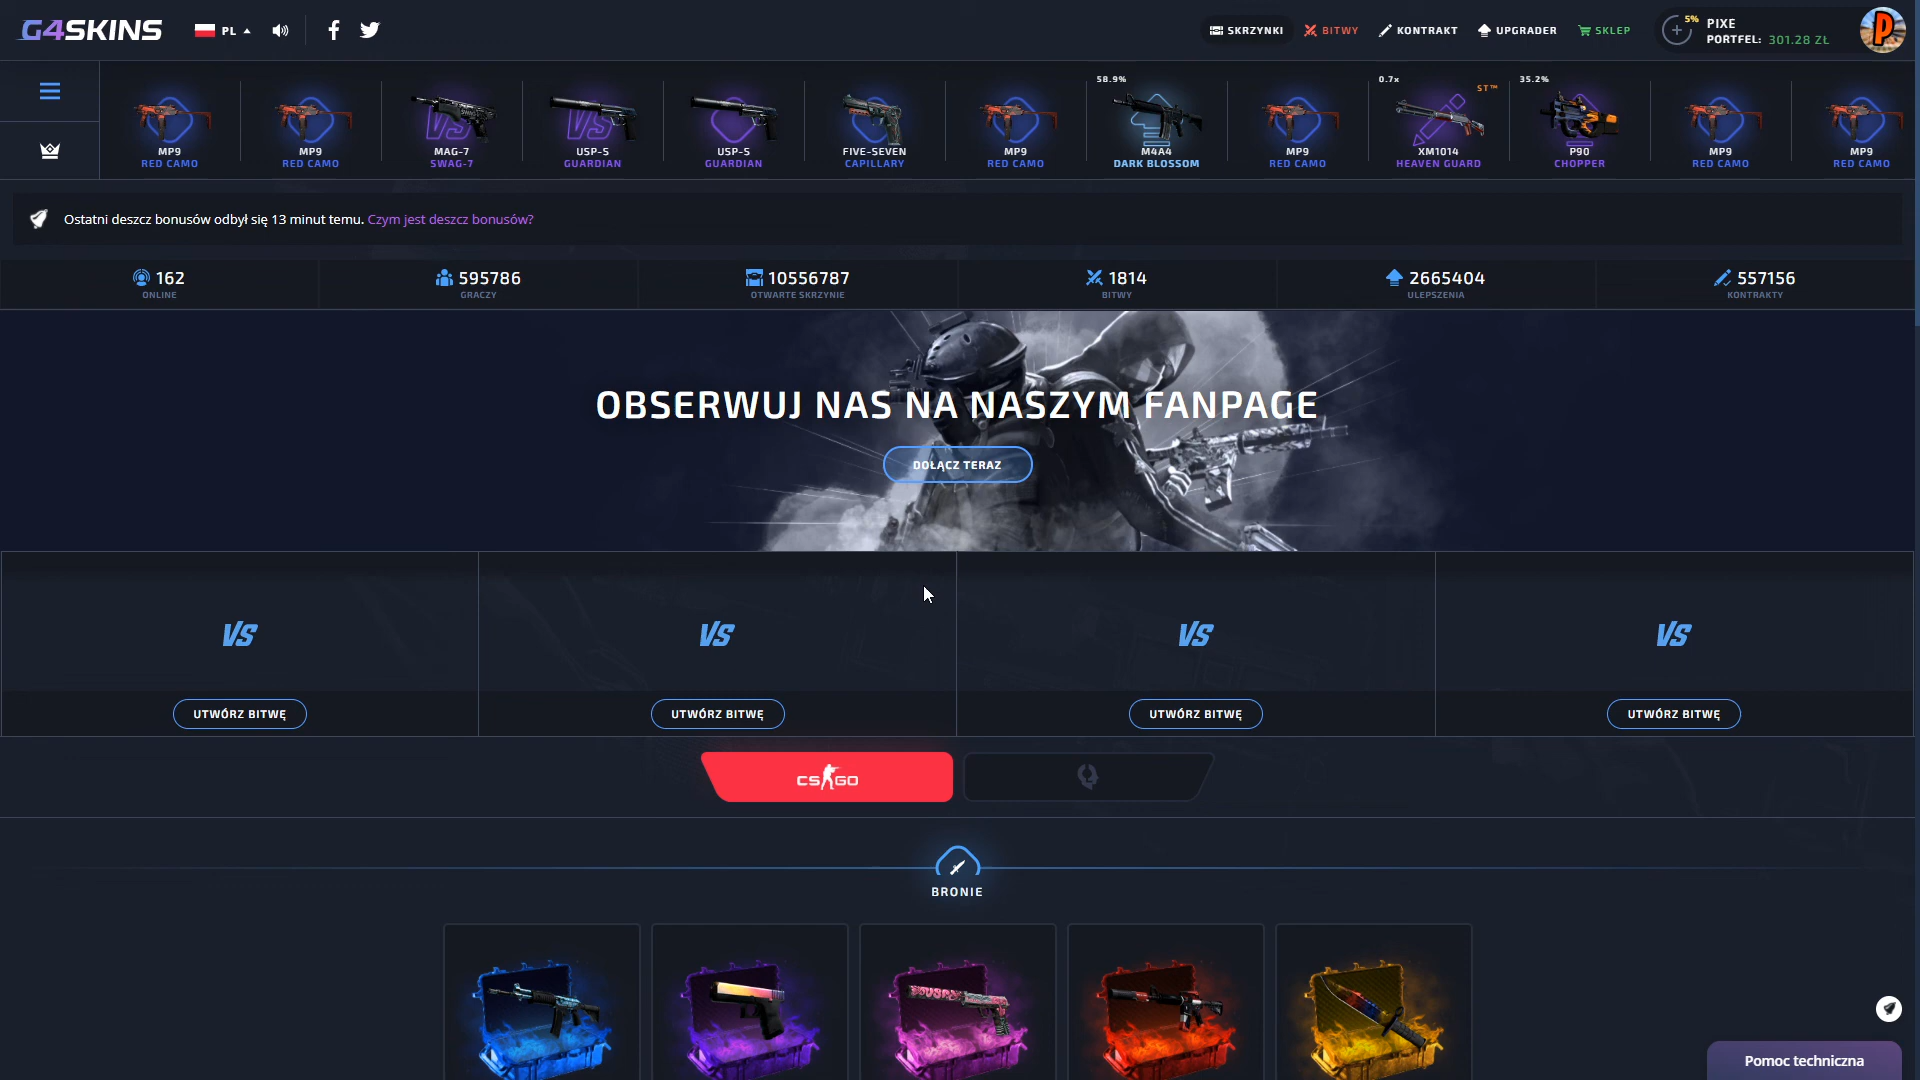 G4SKINS
PL
SKRZYNKI
BITWY
KONTRAKT
UPGRADER
SKLEP
5%
PIXE
PORTFEL: 301.28 ZŁ
MP9
RED CAMO
MP9
RED CAMO
MAG-7
SWAG-7
USP-S
GUARDIAN
USP-S
GUARDIAN
FIVE-SEVEN
CAPILLARY
MP9
RED CAMO
58.9%
M4A4
DARK BLOSSOM
MP9
RED CAMO
0.7x
ST™
XM1014
HEAVEN GUARD
35.2%
P90
CHOPPER
MP9
RED CAMO
MP9
RED CAMO
Ostatni deszcz bonusów odbył się 13 minut temu. Czym jest deszcz bonusów?
162
ONLINE
595786
GRACZY
10556787
OTWARTE SKRZYNIE
1814
BITWY
2665404
ULEPSZENIA
557156
KONTRAKTY
OBSERWUJ NAS NA NASZYM FANPAGE
DOŁĄCZ TERAZ
VS
VS
VS
VS
UTWÓRZ BITWĘ
UTWÓRZ BITWĘ
UTWÓRZ BITWĘ
UTWÓRZ BITWĘ
CS GO
BRONIE
Pomoc techniczna